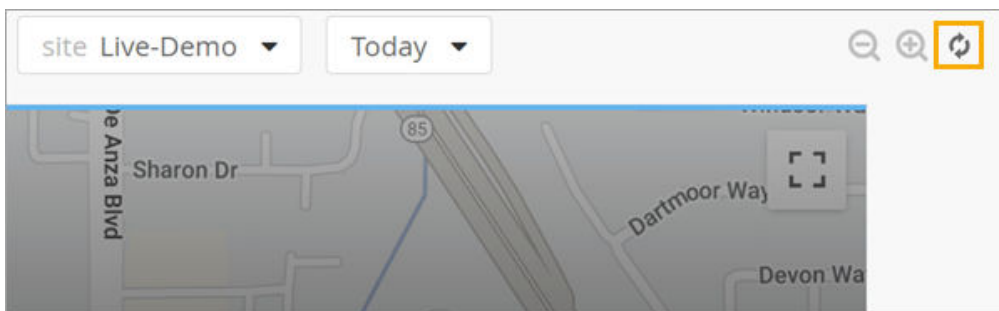 site Live-Demo
Today
85
De Anza Blvd
Sharon Dr
Dartmoor Way
Devon Wa